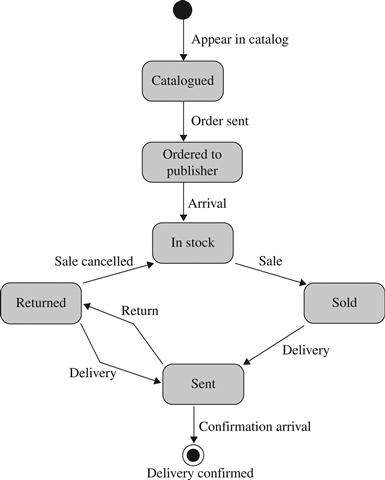 Appear in catalog
Catalogued
Order sent
Ordered to
publisher
Arrival
In stock
Sale cancelled
Sale
Returned
Return
Sold
Delivery
Delivery
Sent
Confirmation arrival
Delivery confirmed